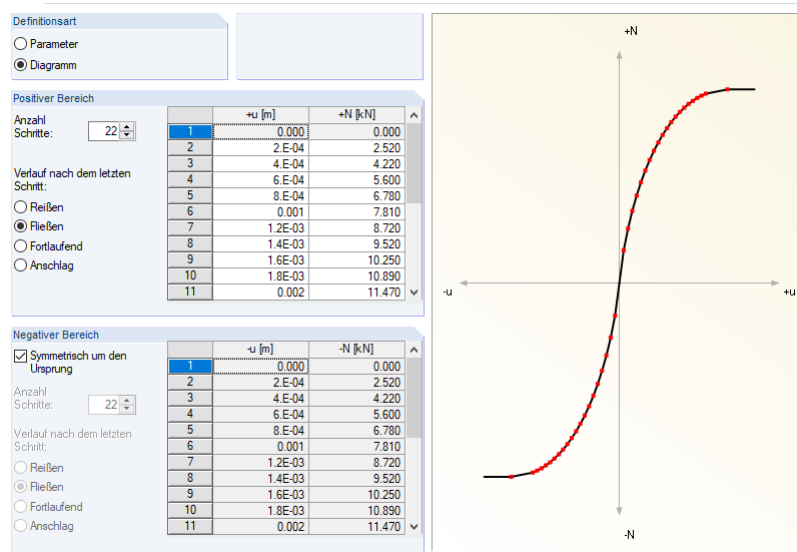 Definitionsart
Parameter
Diagramm
Positiver Bereich
Anzahl
Schritte: 22
Verlauf nach dem letzten
Schritt:
Reißen
Fließen
Fortlaufend
Anschlag
+u [m] +N [kN]
1 0.000 0.000
2 2.E-04 2.520
3 4.E-04 4.220
4 6.E-04 5.600
5 8.E-04 6.780
6 0.001 7.810
7 1.2E-03 8.720
8 1.4E-03 9.520
9 1.6E-03 10.250
10 1.8E-03 10.890
11 0.002 11.470
Negativer Bereich
Symmetrisch um den
Ursprung
Anzahl
Schritte: 22
Verlauf nach dem letzten
Schritt:
Reißen
Fließen
Fortlaufend
Anschlag
-u [m] -N [kN]
1 0.000 0.000
2 2.E-04 2.520
3 4.E-04 4.220
4 6.E-04 5.600
5 8.E-04 6.780
6 0.001 7.810
7 1.2E-03 8.720
8 1.4E-03 9.520
9 1.6E-03 10.250
10 1.8E-03 10.890
11 0.002 11.470
+N
-u
+u
-N